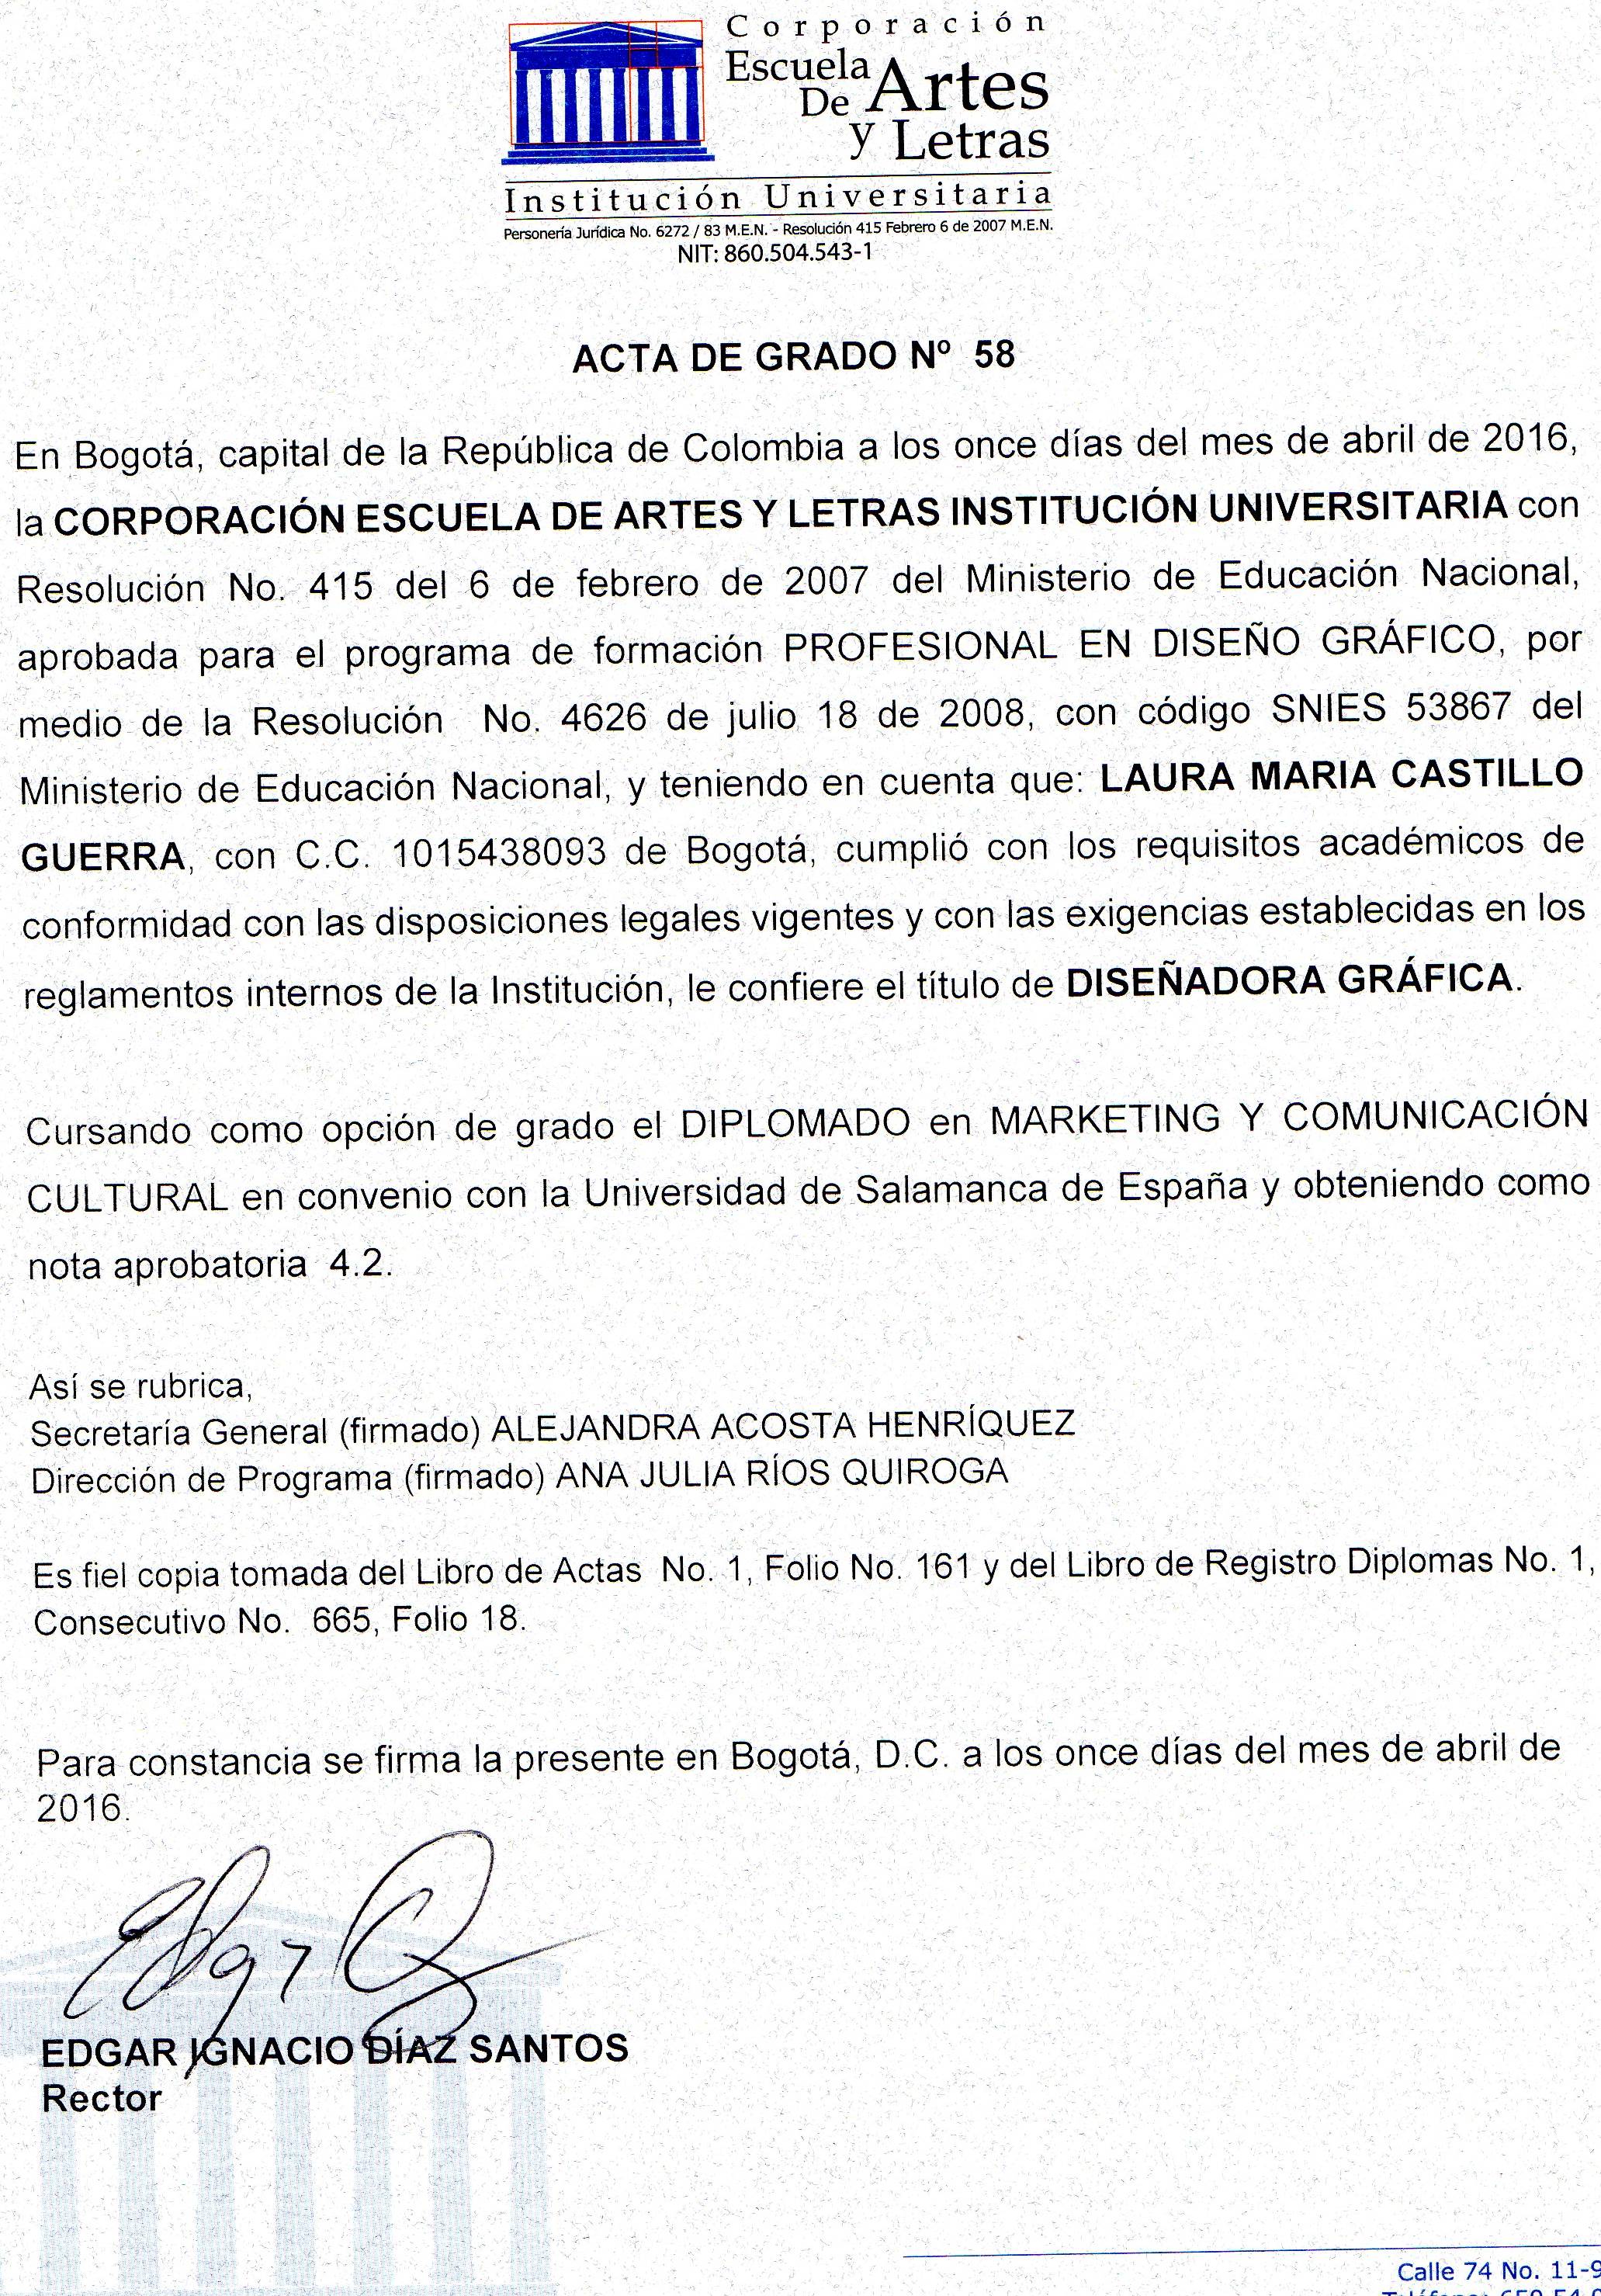 Corporación
Escuela
De Artes
y Letras
Institución Universitaria
Personería Jurídica No. 6272 / 83 M.E.N. - Resolución 415 Febrero 6 de 2007 M.E.N.
NIT: 860.504.543-1
ACTA DE GRADO Nº 58
En Bogotá, capital de la República de Colombia a los once días del mes de abril de 2016,
la CORPORACIÓN ESCUELA DE ARTES Y LETRAS INSTITUCIÓN UNIVERSITARIA con
Resolución No. 415 del 6 de febrero de 2007 del Ministerio de Educación Nacional,
aprobada para el programa de formación PROFESIONAL EN DISEÑO GRÁFICO, por
medio de la Resolución No. 4626 de julio 18 de 2008, con código SNIES 53867 del
Ministerio de Educación Nacional, y teniendo en cuenta que: LAURA MARIA CASTILLO
GUERRA, con C.C. 1015438093 de Bogotá, cumplió con los requisitos académicos de
conformidad con las disposiciones legales vigentes y con las exigencias establecidas en los
reglamentos internos de la Institución, le confiere el título de DISEÑADORA GRÁFICA.
Cursando como opción de grado el DIPLOMADO en MARKETING Y COMUNICACIÓN
CULTURAL en convenio con la Universidad de Salamanca de España y obteniendo como
nota aprobatoria 4.2.
Así se rubrica,
Secretaría General (firmado) ALEJANDRA ACOSTA HENRÍQUEZ
Dirección de Programa (firmado) ANA JULIA RÍOS QUIROGA
Es fiel copia tomada del Libro de Actas No. 1, Folio No. 161 y del Libro de Registro Diplomas No. 1,
Consecutivo No. 665, Folio 18.
Para constancia se firma la presente en Bogotá, D.C. a los once días del mes de abril de
2016.
EDGAR IGNACIO DÍAZ SANTOS
Rector
Calle 74 No. 11-9